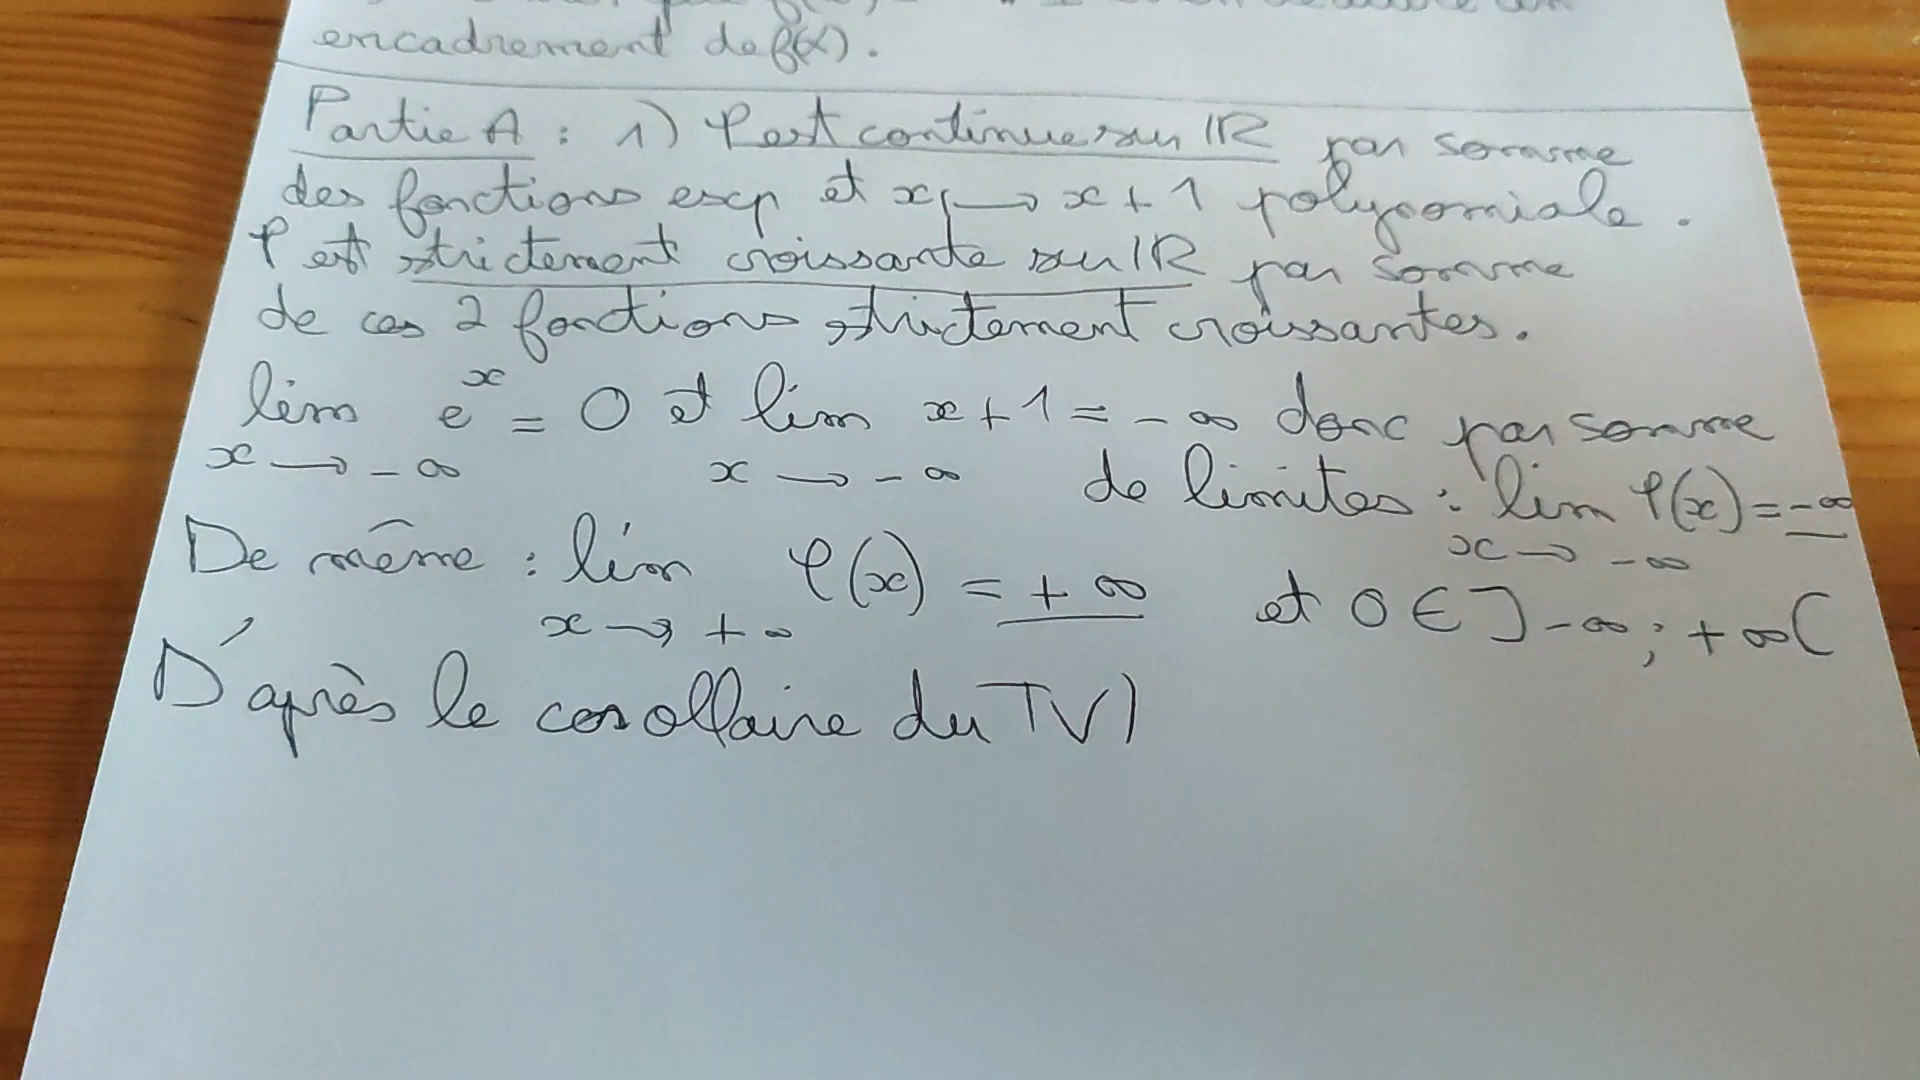 encadrement de f(α).
Partie A : 1) φ est continue sur ℝ par somme
des fonctions exp et x ↦ x + 1 polynomiale.
φ est strictement croissante sur ℝ par somme
de ces 2 fonctions strictement croissantes.
lim e^x = 0 et lim x + 1 = - ∞ donc par somme
x → - ∞ x → - ∞ de limites : lim φ(x) = - ∞
x → - ∞
De même : lim φ(x) = + ∞ et 0 ∈ ] - ∞ ; + ∞ [
x → + ∞
D'après le corollaire du TVI